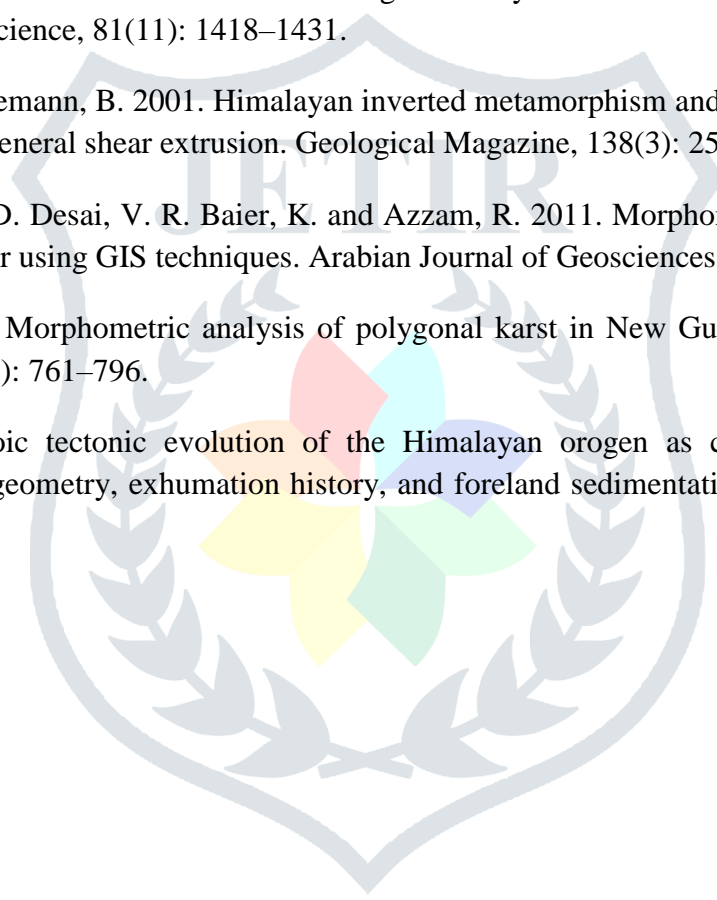 cience, 81(11): 1418–1431.
emann, B. 2001. Himalayan inverted metamorphism and
eneral shear extrusion. Geological Magazine, 138(3): 25
D. Desai, V. R. Baier, K. and Azzam, R. 2011. Morphor
r using GIS techniques. Arabian Journal of Geosciences
JETIR
Morphometric analysis of polygonal karst in New Gu
): 761–796.
oic tectonic evolution of the Himalayan orogen as c
geometry, exhumation history, and foreland sedimentati